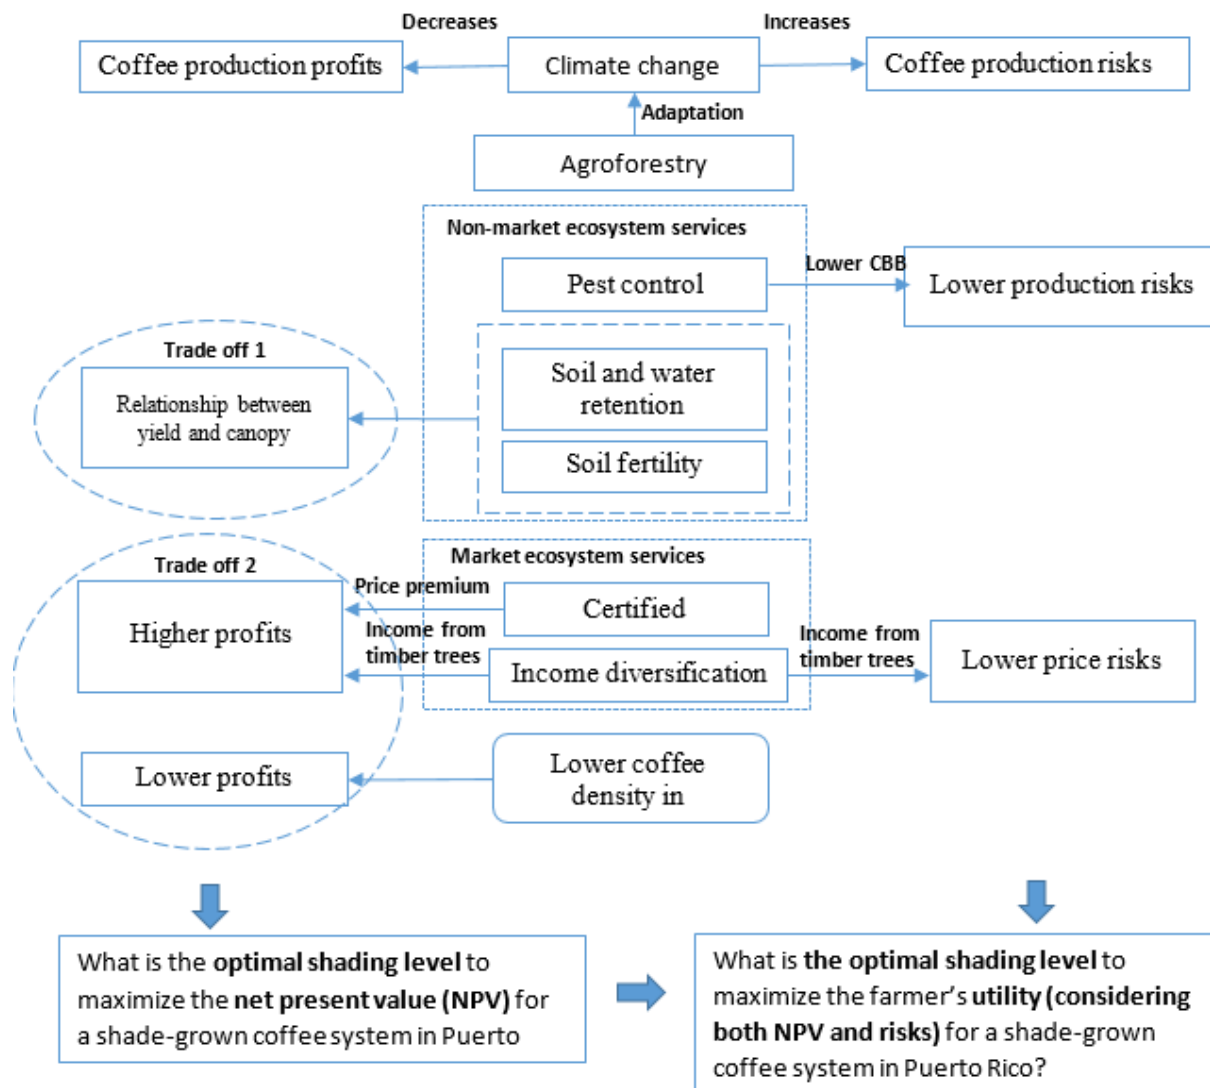 Decreases
Increases
Coffee production profits
Climate change
Coffee production risks
Adaptation
Agroforestry
Non-market ecosystem services
Pest control
Lower CBB
Lower production risks
Trade off 1
Relationship between
yield and canopy
Soil and water
retention
Soil fertility
Trade off 2
Market ecosystem services
Price premium
Certified
Higher profits
Income from
timber trees
Income diversification
Income from
timber trees
Lower price risks
Lower profits
Lower coffee
density in
What is the optimal shading level to
maximize the net present value (NPV) for
a shade-grown coffee system in Puerto
What is the optimal shading level to
maximize the farmer's utility (considering
both NPV and risks) for a shade-grown
coffee system in Puerto Rico?